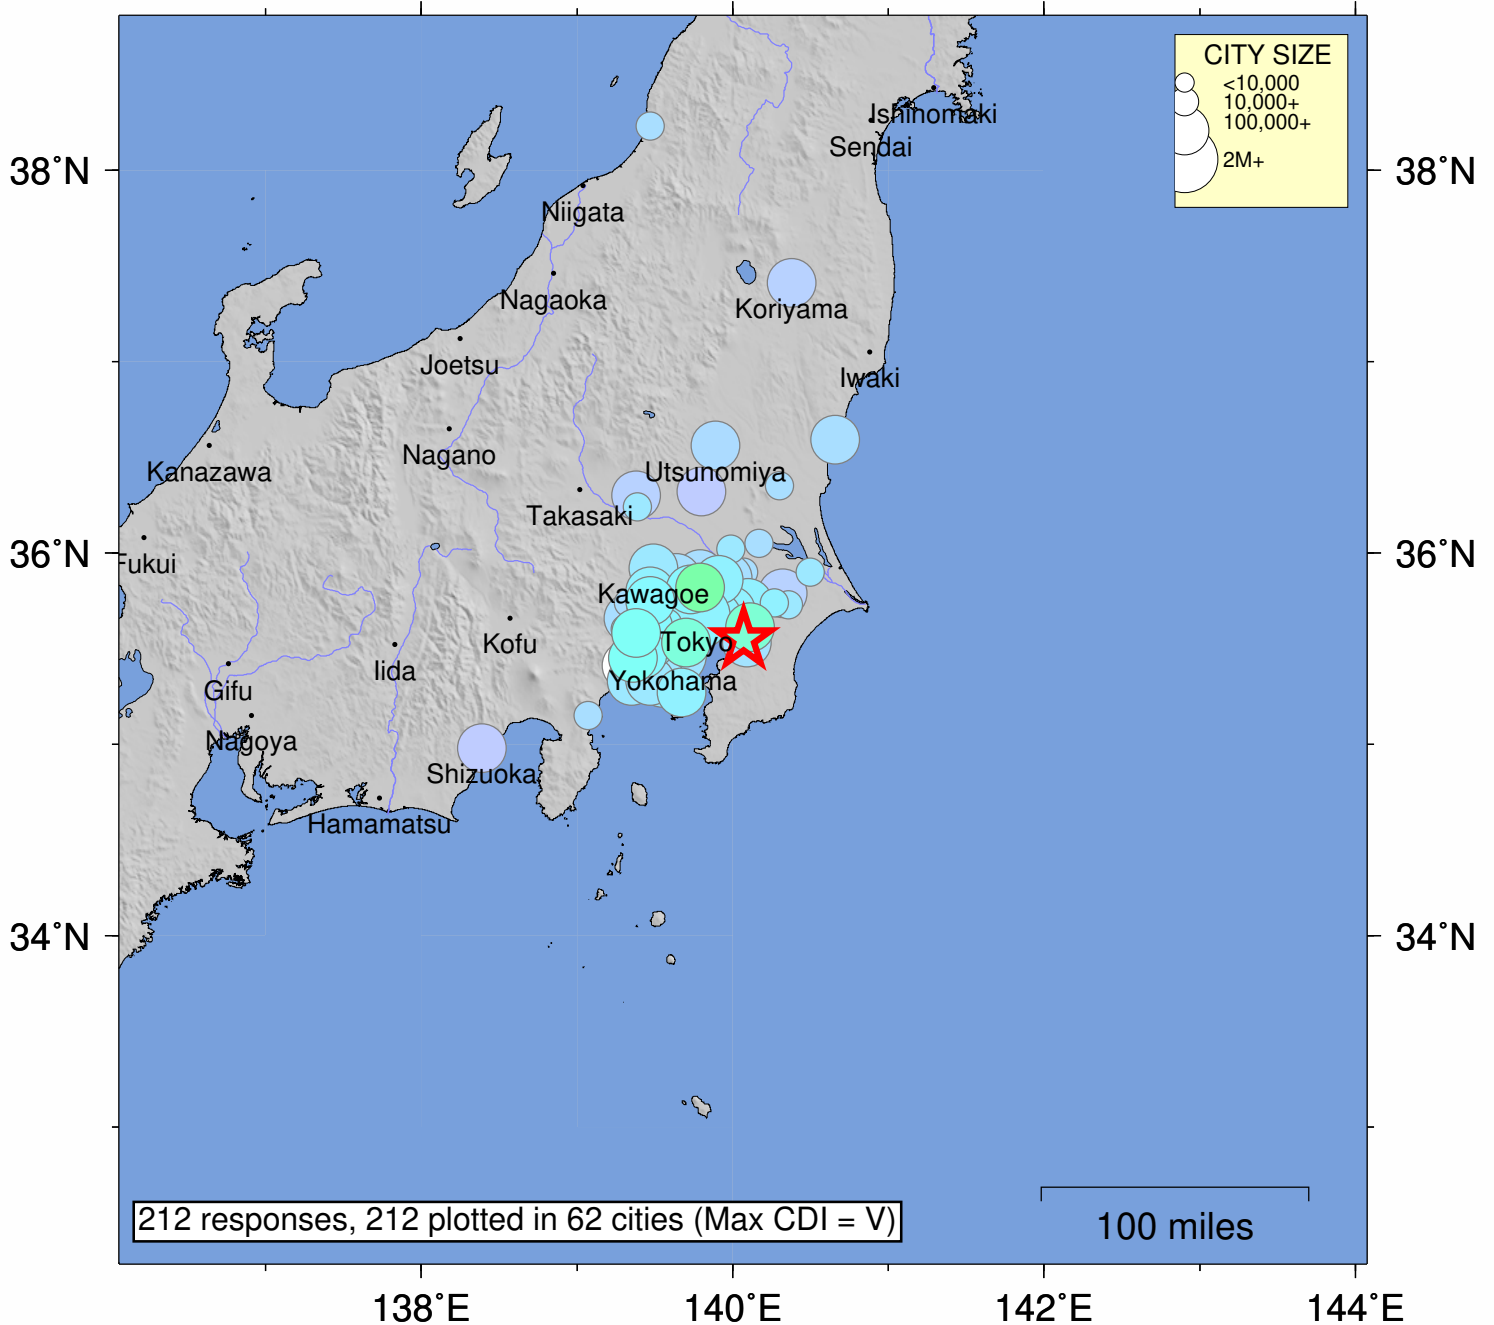 CITY SIZE
<10,000
10,000+
100,000+
2M+
Ishinomaki
Sendai
38°N
38°N
Niigata
Nagaoka
Koriyama
Joetsu
Iwaki
Nagano
Kanazawa
Utsunomiya
Takasaki
36°N
36°N
-ukui
Kawagoe
Kofu
Tokyo
Iida
Yokohama
Gifu
Nagoya
Shizuoka
Hamamatsu
34°N
34°N
212 responses, 212 plotted in 62 cities (Max CDI = V)
100 miles
138°E
140°E
142°E
144°E